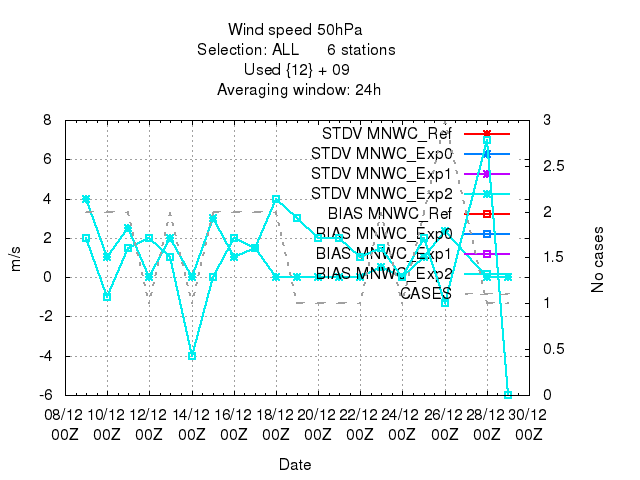 Wind speed 50hPa
Selection: ALL 6 stations
Used {12} + 09
Averaging window: 24h
8
6
4
2
0
-2
-4
-6
m/s
3
2.5
2
1.5
1
0.5
0
No cases
STDV MNWC_Ref
STDV MNWC_Exp0
STDV MNWC_Exp1
STDV MNWC_Exp2
BIAS MNWC_Ref
BIAS MNWC_Exp0
BIAS MNWC_Exp1
BIAS MNWC_Exp2
CASES
08/12 10/12 12/12 14/12 16/12 18/12 20/12 22/12 24/12 26/12 28/12 30/12
00Z 00Z 00Z 00Z 00Z 00Z 00Z 00Z 00Z 00Z 00Z 00Z
Date